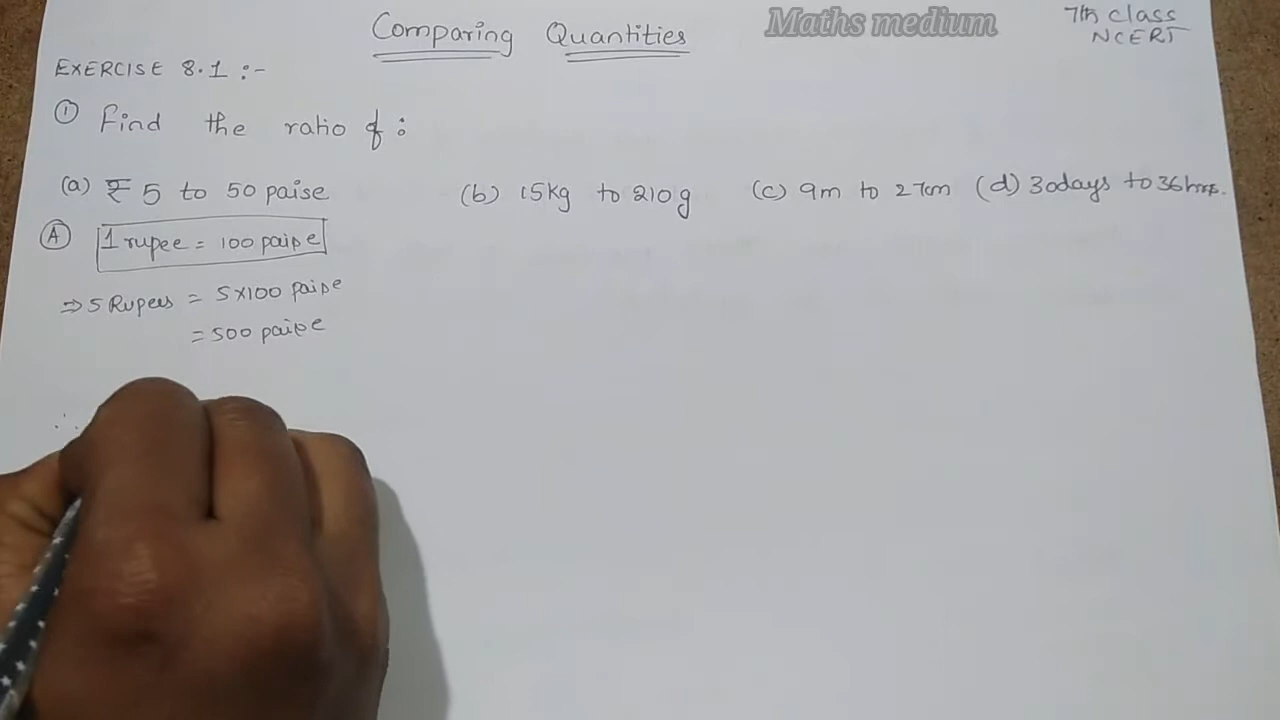 Comparing Quantities
Maths medium
7th class
NCERT
EXERCISE 8.1 :-
① Find the ratio of :
(a) ₹ 5 to 50 paise
(b) 15kg to 210 g
(c) 9m to 27cm
(d) 30days to 36hrs.
Ⓐ 1 rupee = 100 paise
⇒ 5 Rupees = 5×100 paise
= 500 paise
∴